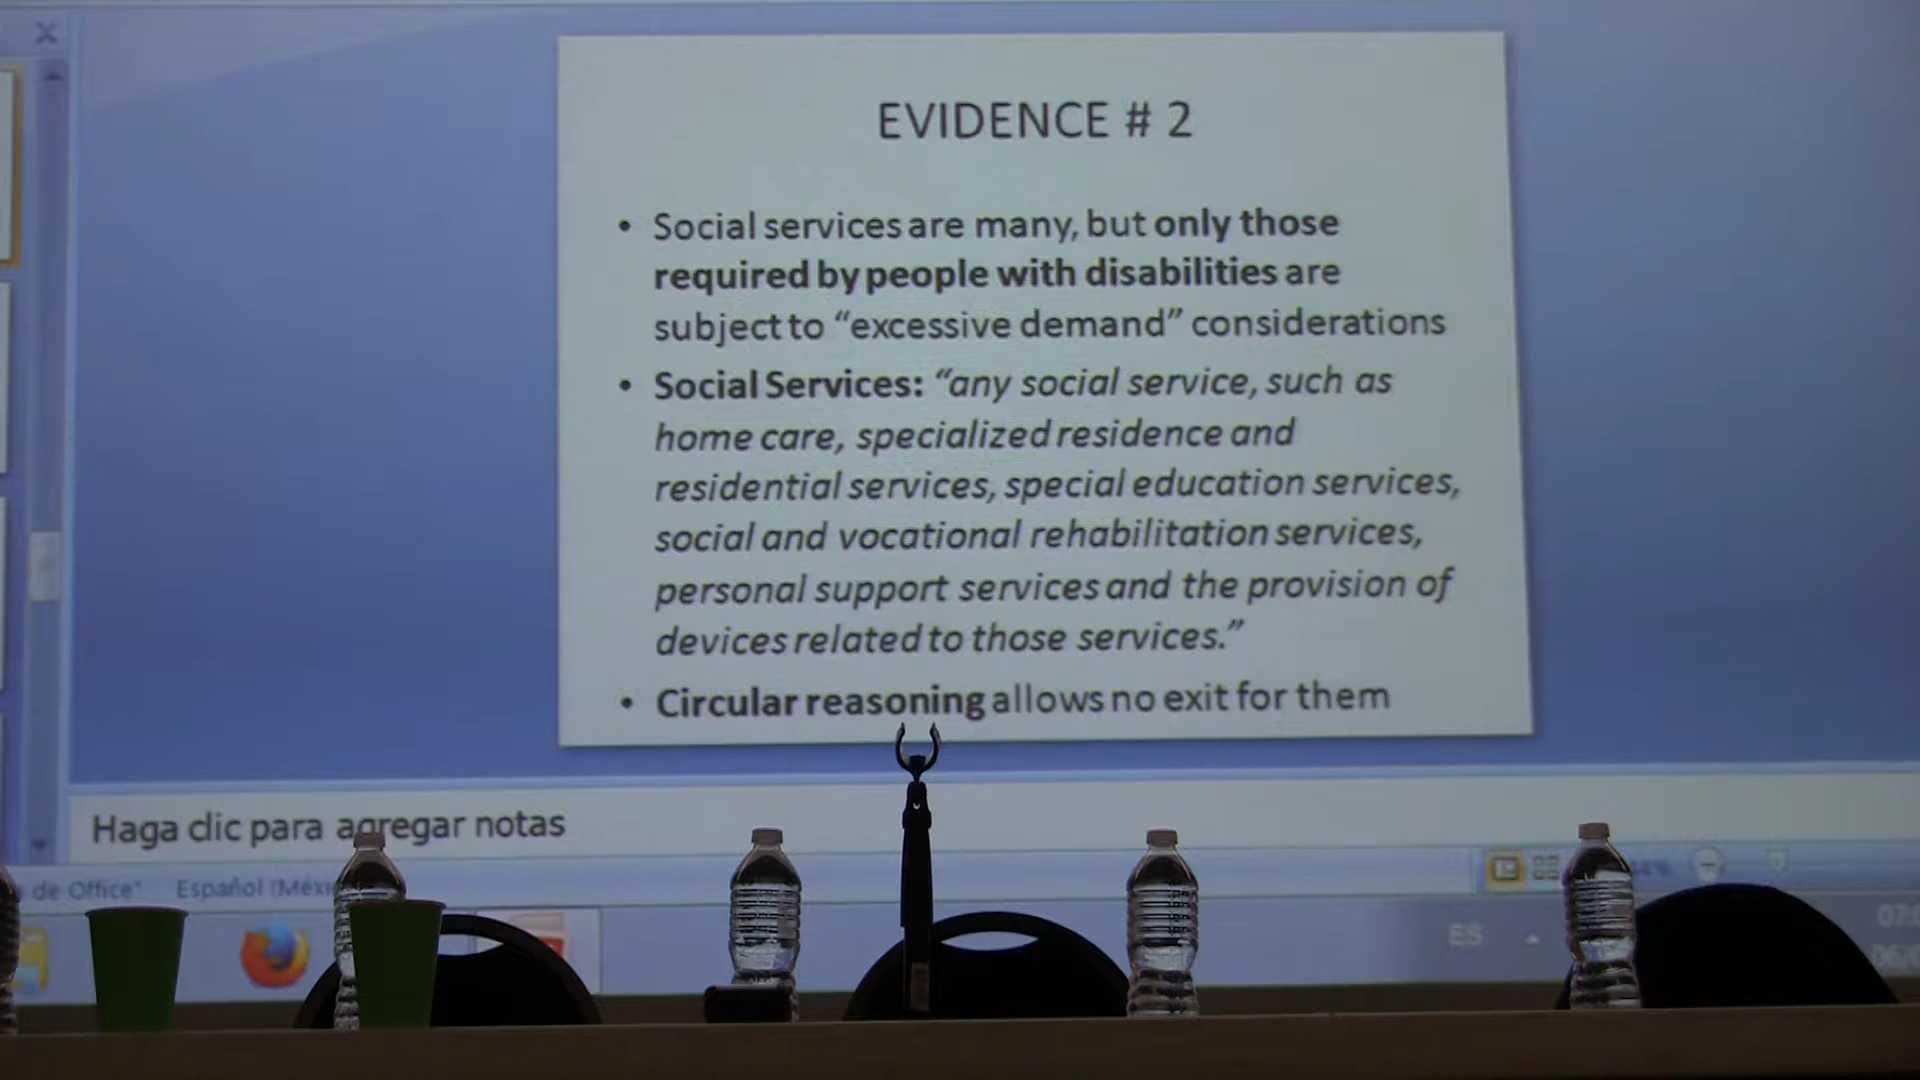 EVIDENCE # 2
• Social services are many, but only those
required by people with disabilities are
subject to “excessive demand” considerations
• Social Services: “any social service, such as
home care, specialized residence and
residential services, special education services,
social and vocational rehabilitation services,
personal support services and the provision of
devices related to those services.”
• Circular reasoning allows no exit for them
Haga clic para agregar notas
de Office" Español
ES